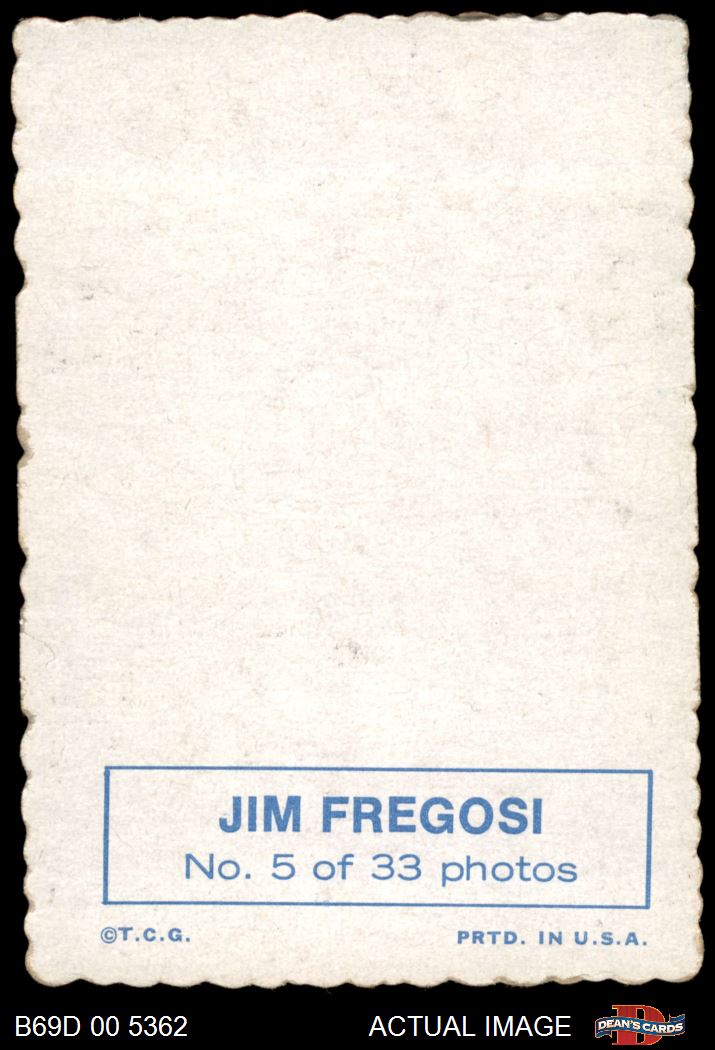 JIM FREGOSI
No. 5 of 33 photos
©T.C.G. PRTD. IN U.S.A.
B69D 00 5362 ACTUAL IMAGE DEAN'S CARDS